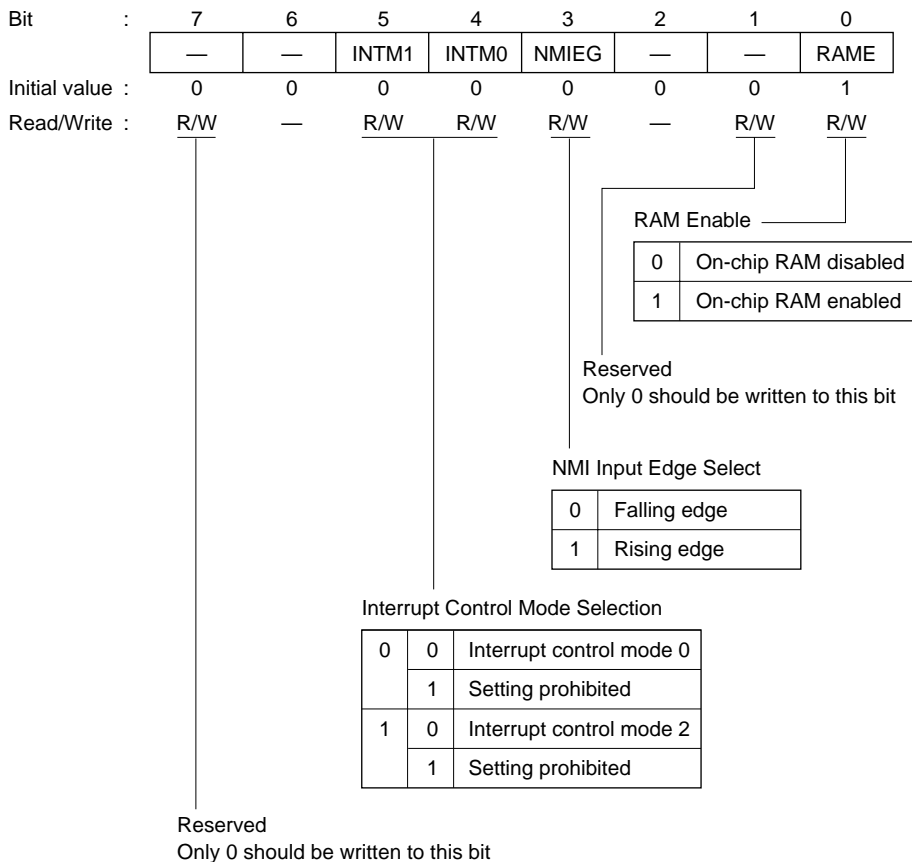 Bit : 7 6 5 4 3 2 1 0
— — INTM1 INTM0 NMIEG — — RAME
Initial value : 0 0 0 0 0 0 0 1
Read/Write : R/W — R/W R/W R/W — R/W R/W
RAM Enable
0 On-chip RAM disabled
1 On-chip RAM enabled
Reserved
Only 0 should be written to this bit
NMI Input Edge Select
0 Falling edge
1 Rising edge
Interrupt Control Mode Selection
0 0 Interrupt control mode 0
1 Setting prohibited
1 0 Interrupt control mode 2
1 Setting prohibited
Reserved
Only 0 should be written to this bit